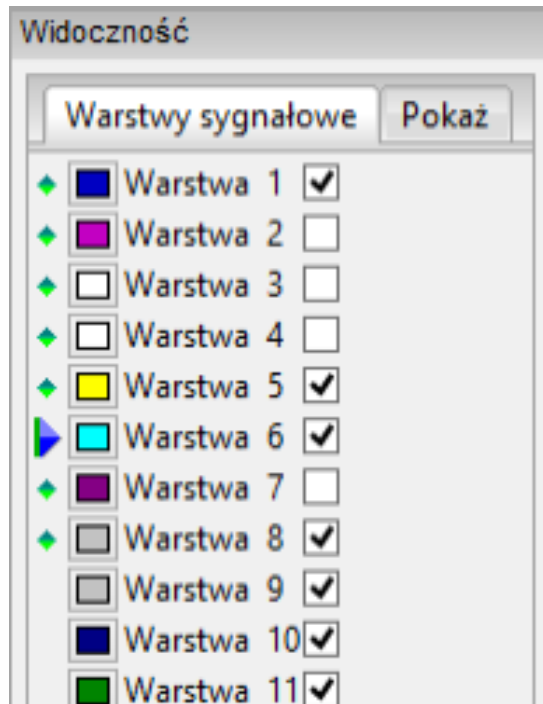 Widoczność
Warstwy sygnałowe Pokaż
Warstwa 1
Warstwa 2
Warstwa 3
Warstwa 4
Warstwa 5
Warstwa 6
Warstwa 7
Warstwa 8
Warstwa 9
Warstwa 10
Warstwa 11